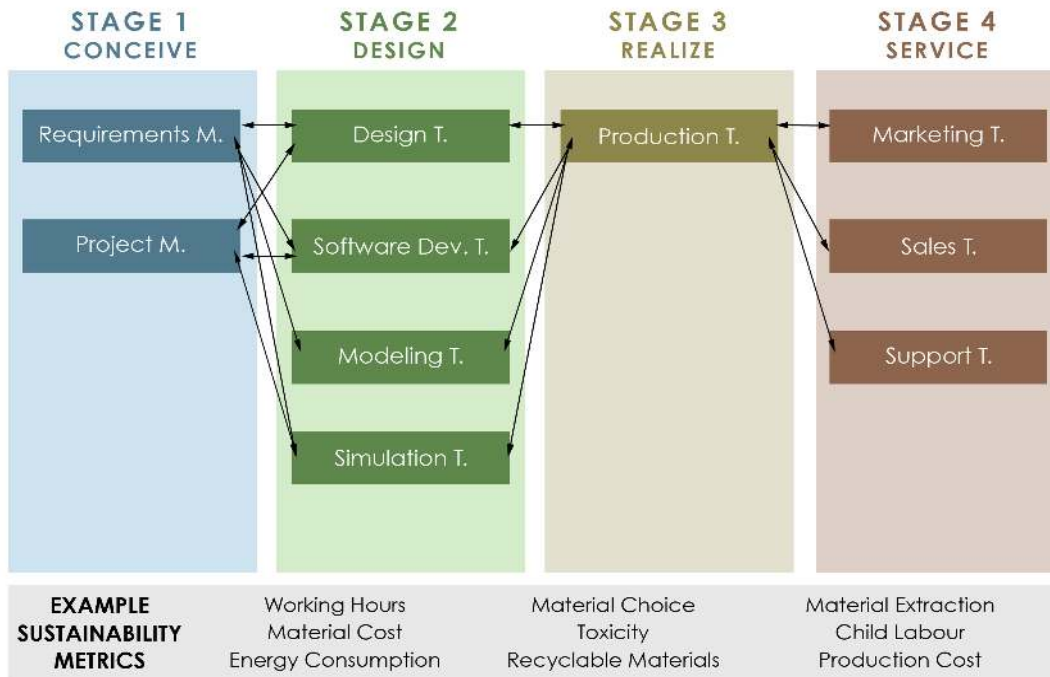 STAGE 1
CONCEIVE
STAGE 2
DESIGN
STAGE 3
REALIZE
STAGE 4
SERVICE
Requirements M.
Project M.
Design T.
Software Dev. T.
Modeling T.
Simulation T.
Production T.
Marketing T.
Sales T.
Support T.
EXAMPLE
SUSTAINABILITY
METRICS
Working Hours
Material Cost
Energy Consumption
Material Choice
Toxicity
Recyclable Materials
Material Extraction
Child Labour
Production Cost